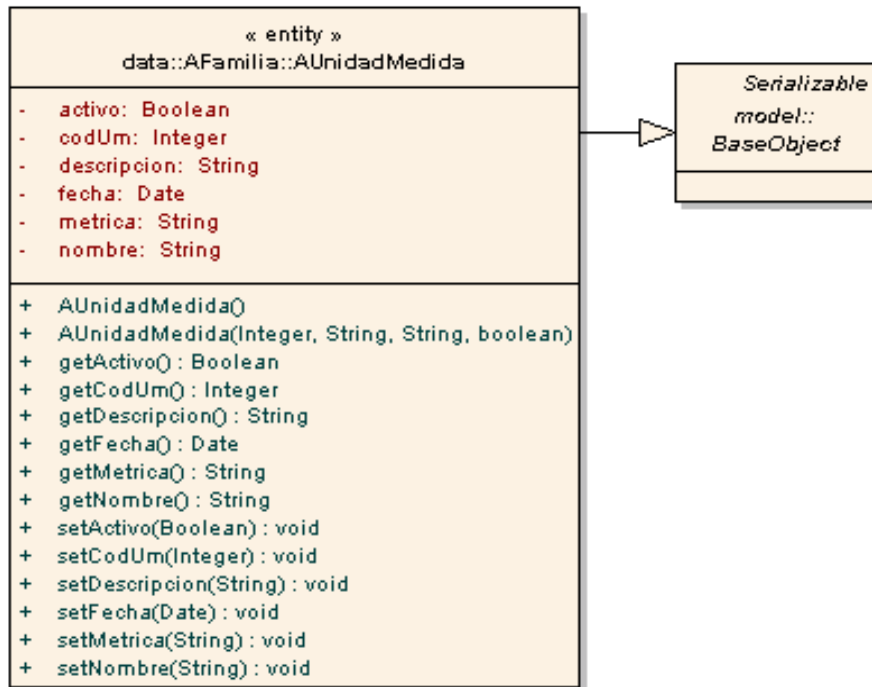 « entity »
data::AFamilia::AUnidadMedida
- activo: Boolean
- codUm: Integer
- descripcion: String
- fecha: Date
- metrica: String
- nombre: String
+ AUnidadMedida()
+ AUnidadMedida(Integer, String, String, boolean)
+ getActivo() : Boolean
+ getCodUm() : Integer
+ getDescripcion() : String
+ getFecha() : Date
+ getMetrica() : String
+ getNombre() : String
+ setActivo(Boolean) : void
+ setCodUm(Integer) : void
+ setDescripcion(String) : void
+ setFecha(Date) : void
+ setMetrica(String) : void
+ setNombre(String) : void
Serializable
model::
BaseObject